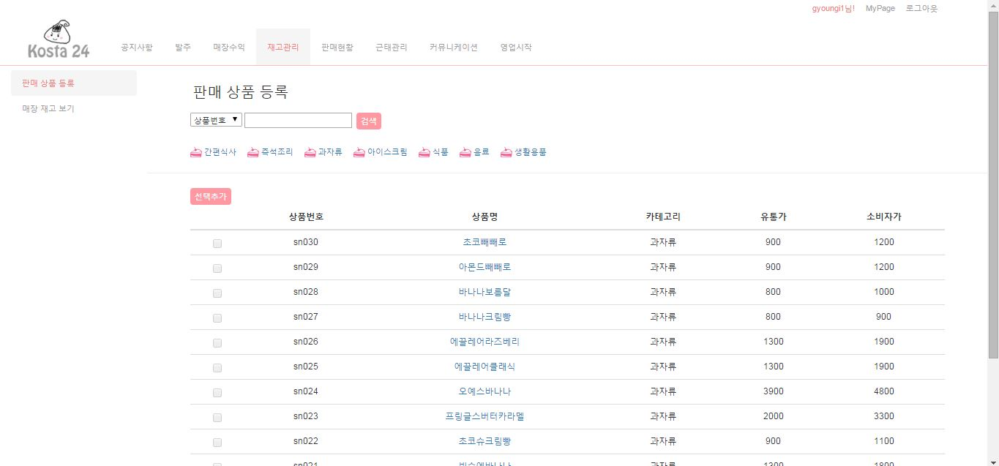 gyoungi1님! MyPage 로그아웃
Kosta 24
공지사항 발주 매장수익 재고관리 판매현황 근태관리 커뮤니케이션 영업시작
판매 상품 등록
매장 재고 보기
판매 상품 등록
상품번호 검색
간편식사 즉석조리 과자류 아이스크림 식품 음료 생활용품
선택추가
상품번호 상품명 카테고리 유통가 소비자가
sn030 초코빼빼로 과자류 900 1200
sn029 아몬드빼빼로 과자류 900 1200
sn028 바나나보름달 과자류 800 1000
sn027 바나나크림빵 과자류 800 900
sn026 에끌레어라즈베리 과자류 1300 1900
sn025 에끌레어클래식 과자류 1300 1900
sn024 오예스바나나 과자류 3900 4800
sn023 프링글스버터카라멜 과자류 2000 3300
sn022 초코슈크림빵 과자류 900 1100
sn021 과자류 1300 1800